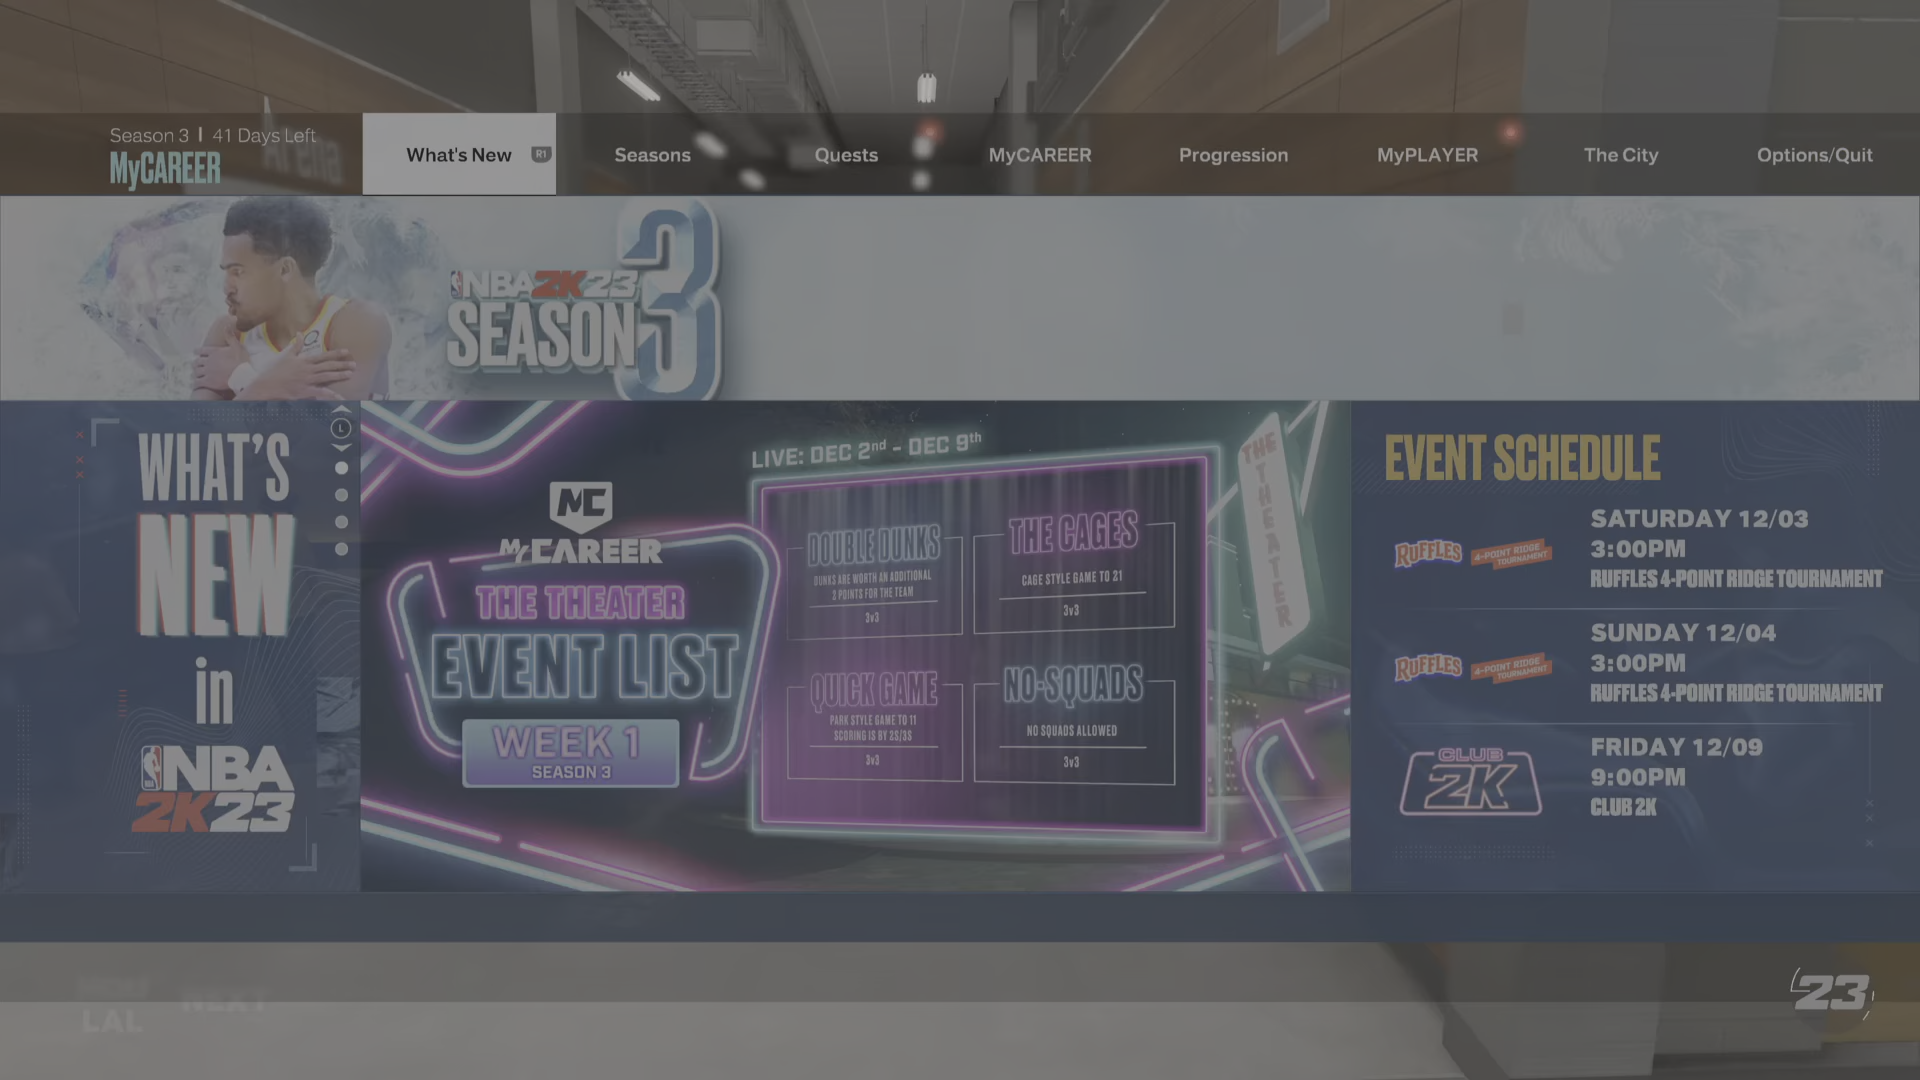 Season 3 | 41 Days Left
MyCAREER
What's New R1
Seasons
Quests
MyCAREER
Progression
MyPLAYER
The City
Options/Quit
Arena
NBA 2K23
SEASON 3
WHAT'S
NEW
in
NBA
2K23
L
LIVE: DEC 2nd - DEC 9th
MC
MyCAREER
THE THEATER
EVENT LIST
WEEK 1
SEASON 3
DOUBLE DUNKS
DUNKS ARE WORTH AN ADDITIONAL
3 POINTS FOR THE TEAM
3v3
THE CAGES
CAGE STYLE GAME TO 21
3v3
QUICK GAME
PARK STYLE GAME TO 11
SCORING IS BY 2S/3S
3v3
NO-SQUADS
NO SQUADS ALLOWED
3v3
THE THEATER
EVENT SCHEDULE
RUFFLES 4-POINT RIDGE TOURNAMENT
SATURDAY 12/03
3:00PM
RUFFLES 4-POINT RIDGE TOURNAMENT
RUFFLES 4-POINT RIDGE TOURNAMENT
SUNDAY 12/04
3:00PM
RUFFLES 4-POINT RIDGE TOURNAMENT
CLUB
2K
FRIDAY 12/09
9:00PM
CLUB 2K
NEXT
LAL
23